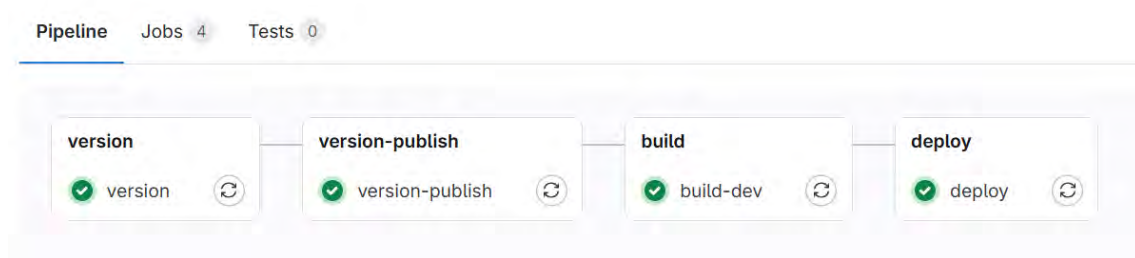 Pipeline Jobs 4 Tests 0
version version-publish build deploy
version version-publish build-dev deploy